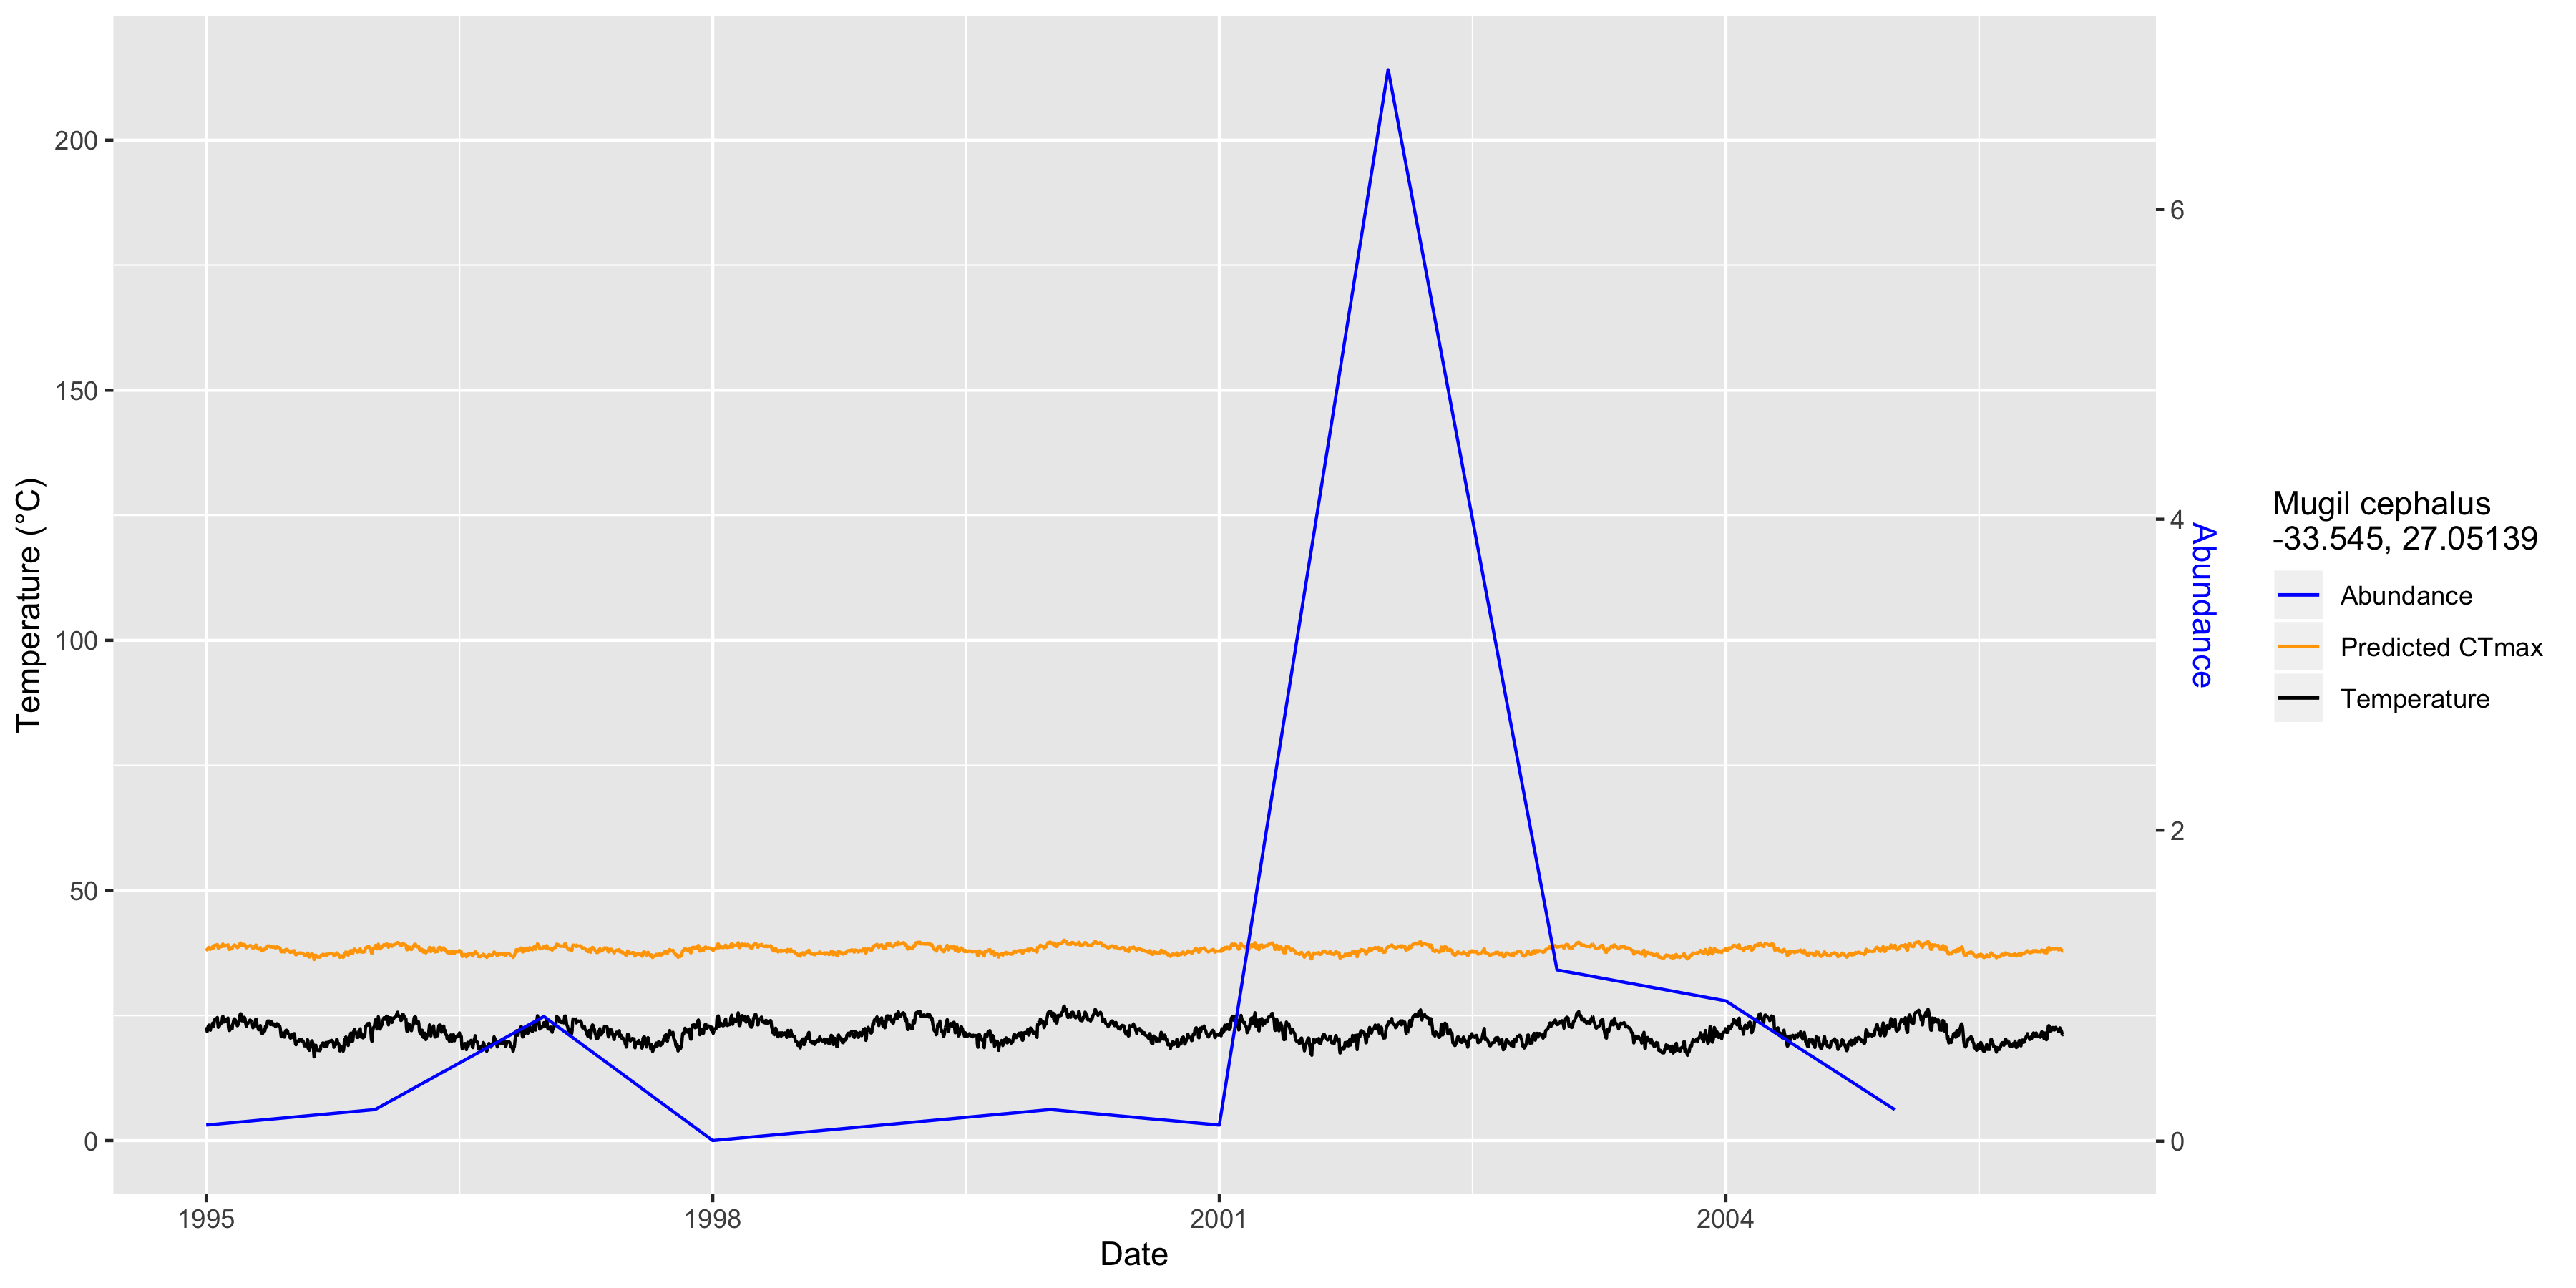 200
150
100
50
0
Temperature (°C)
1995
1998
2001
2004
Date
6
4
2
0
Abundance
Mugil cephalus
-33.545, 27.05139
Abundance
Predicted CTmax
Temperature